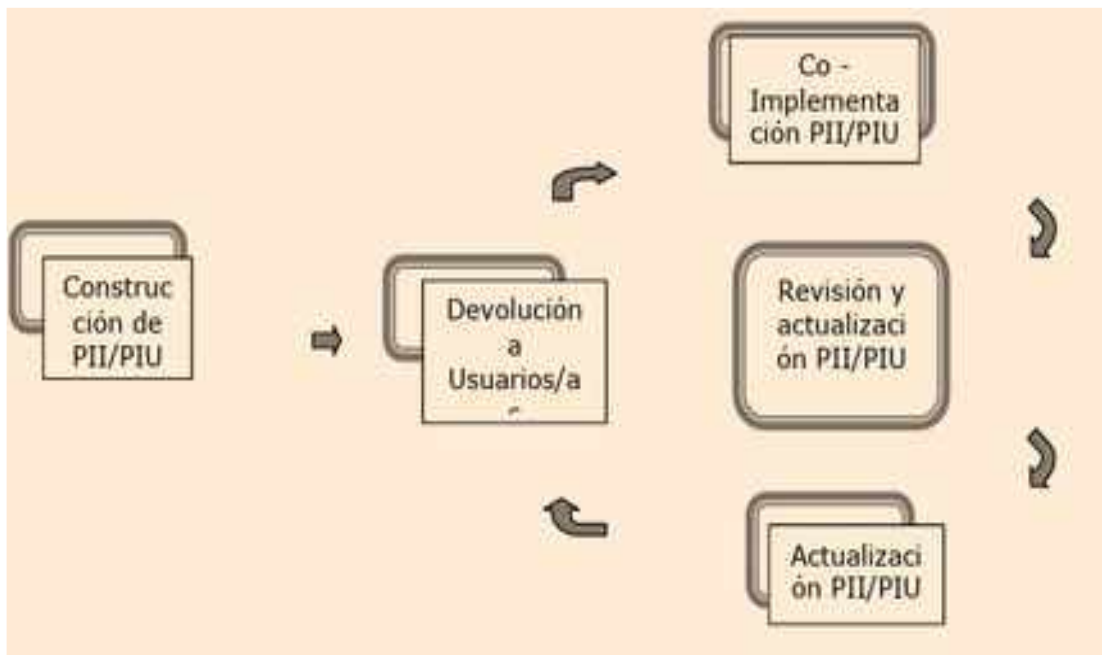 Co -
Implementa
ción PII/PIU
Construc
ción de
PII/PIU
Devolución
a
Usuarios/a
Revisión y
actualizaci
ón PII/PIU
Actualizaci
ón PII/PIU